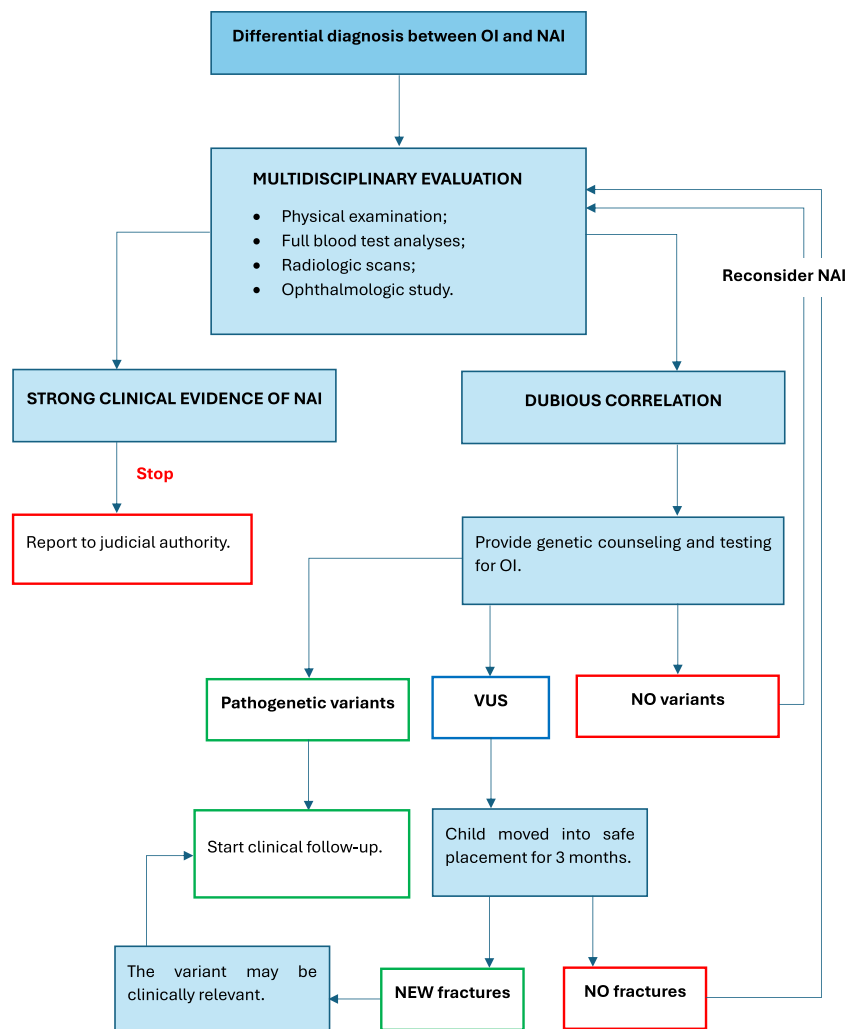 Differential diagnosis between OI and NAI
MULTIDISCIPLINARY EVALUATION
• Physical examination;
• Full blood test analyses;
• Radiologic scans;
• Ophthalmologic study.
Reconsider NAI
STRONG CLINICAL EVIDENCE OF NAI
DUBIOUS CORRELATION
Stop
Report to judicial authority.
Provide genetic counseling and testing
for OI.
Pathogenetic variants
VUS
NO variants
Start clinical follow-up.
Child moved into safe
placement for 3 months.
The variant may be
clinically relevant.
NEW fractures
NO fractures